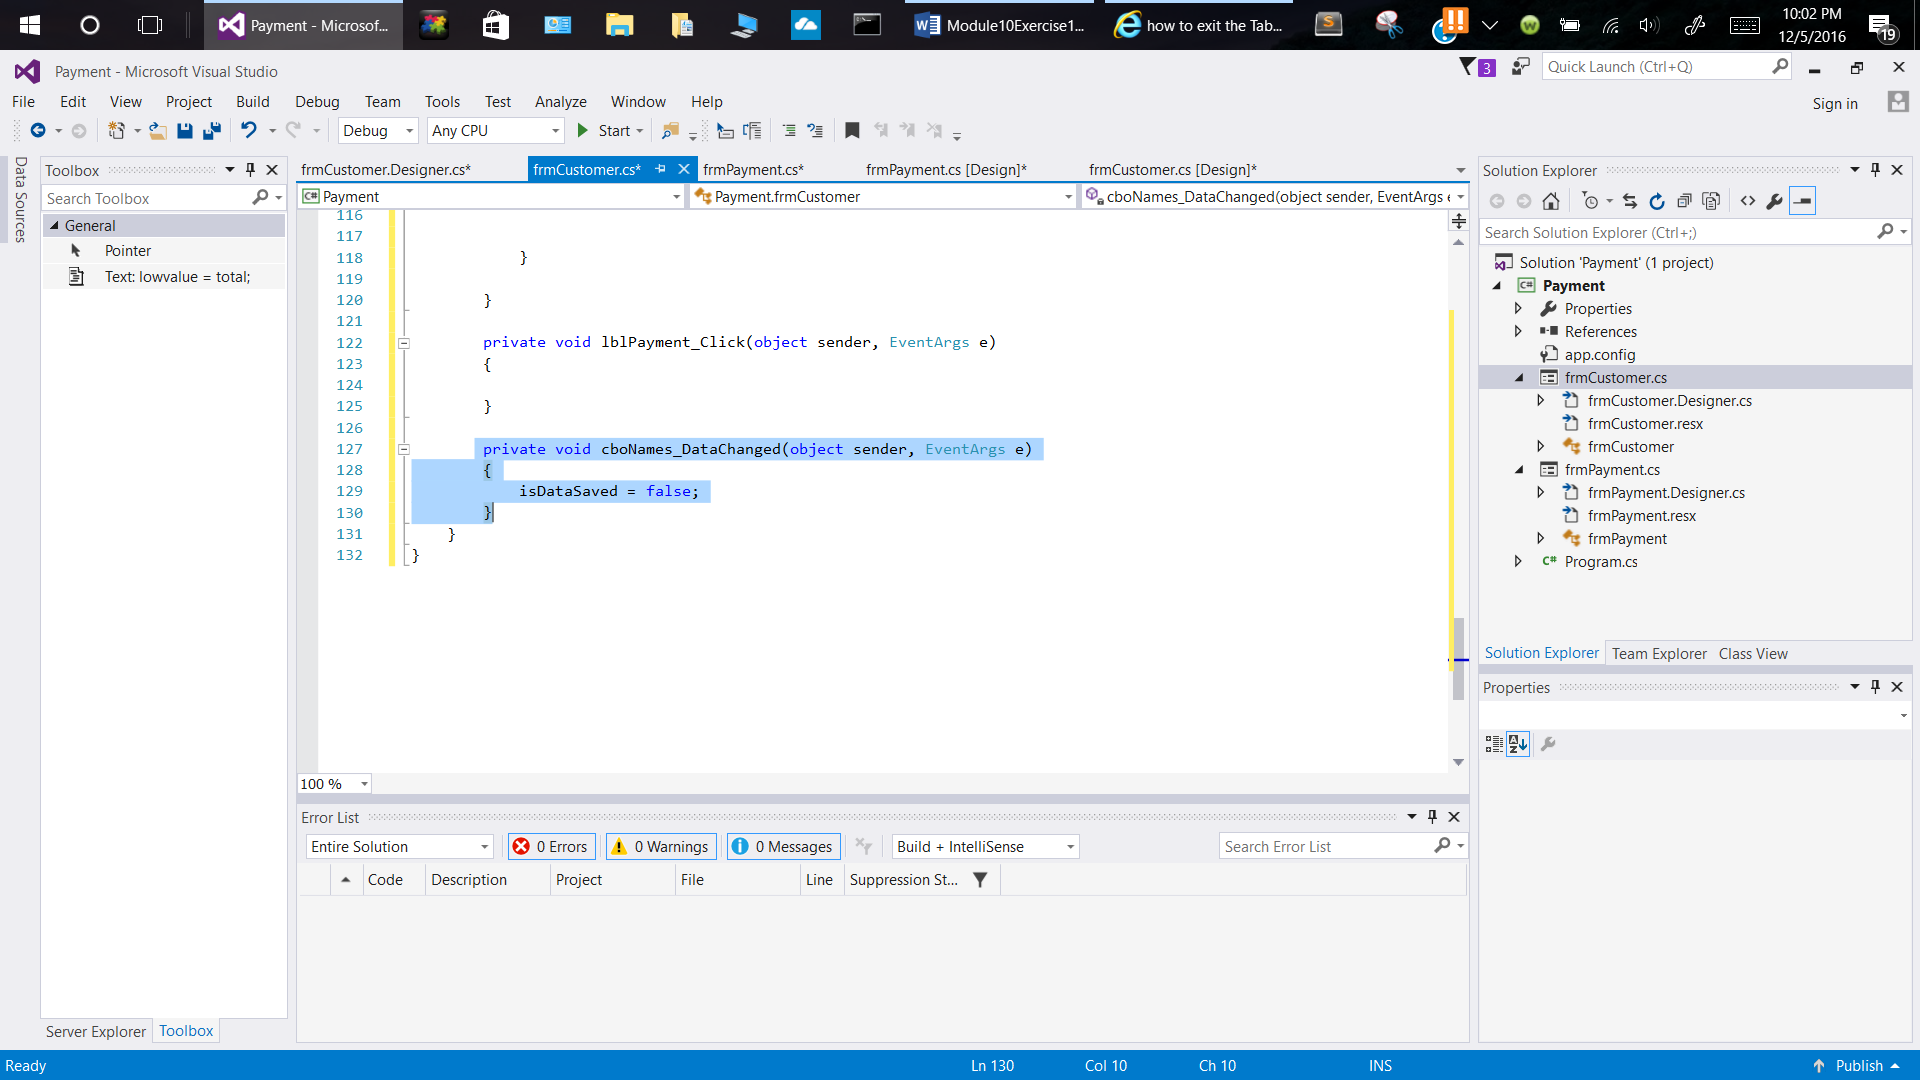 Payment - Microsof...
Module10Exercise1...
how to exit the Tab...
10:02 PM
12/5/2016
19
Payment - Microsoft Visual Studio
3
Quick Launch (Ctrl+Q)
File Edit View Project Build Debug Team Tools Test Analyze Window Help
Sign in
Debug Any CPU Start
Data Sources
Toolbox
Search Toolbox
General
Pointer
Text: lowvalue = total;
Server Explorer Toolbox
frmCustomer.Designer.cs* frmCustomer.cs* frmPayment.cs* frmPayment.cs [Design]* frmCustomer.cs [Design]*
Payment Payment.frmCustomer cboNames_DataChanged(object sender, EventArgs e
116
117
118 }
119
120 }
121
122 private void lblPayment_Click(object sender, EventArgs e)
123 {
124
125 }
126
127 private void cboNames_DataChanged(object sender, EventArgs e)
128 {
129 isDataSaved = false;
130 }
131 }
132 }
100 %
Error List
Entire Solution 0 Errors 0 Warnings 0 Messages Build + IntelliSense Search Error List
Code Description Project File Line Suppression St...
Solution Explorer
Search Solution Explorer (Ctrl+;)
Solution 'Payment' (1 project)
C# Payment
Properties
References
app.config
frmCustomer.cs
frmCustomer.Designer.cs
frmCustomer.resx
frmCustomer
frmPayment.cs
frmPayment.Designer.cs
frmPayment.resx
frmPayment
C# Program.cs
Solution Explorer Team Explorer Class View
Properties
Ready Ln 130 Col 10 Ch 10 INS Publish